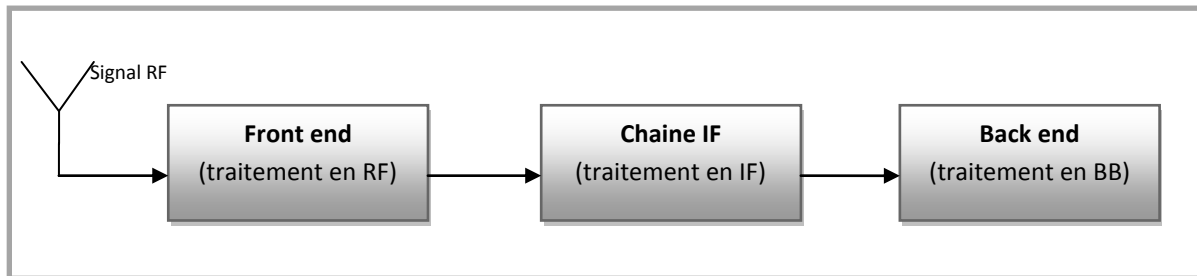 Signal RF
Front end
(traitement en RF)
Chaine IF
(traitement en IF)
Back end
(traitement en BB)